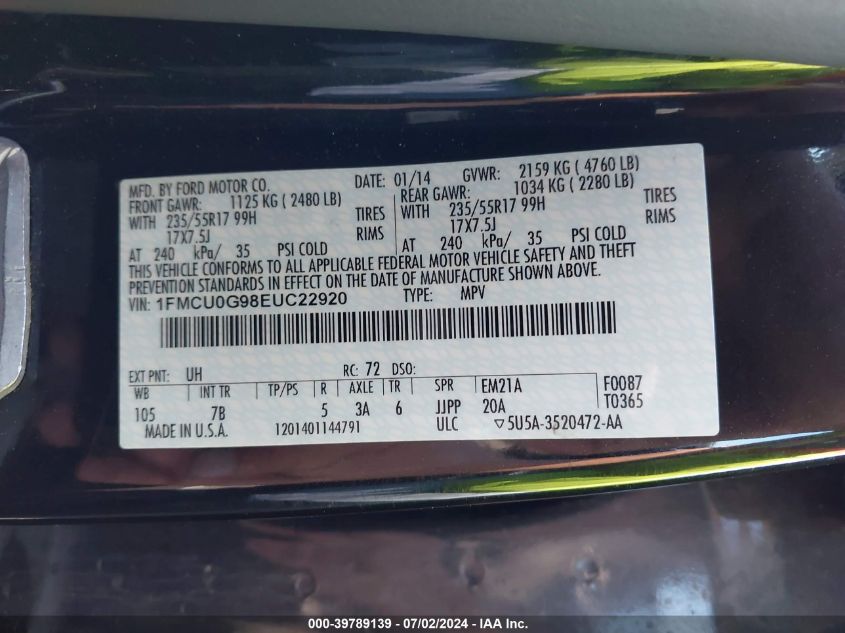 MFD. BY FORD MOTOR CO. DATE: 01/14 GVWR: 2159 KG ( 4760 LB)
FRONT GAWR: 1125 KG ( 2480 LB) REAR GAWR: 1034 KG ( 2280 LB)
WITH 235/55R17 99H TIRES WITH 235/55R17 99H TIRES
17X7.5J RIMS 17X7.5J RIMS
AT 240 kPa/ 35 PSI COLD AT 240 kPa/ 35 PSI COLD
THIS VEHICLE CONFORMS TO ALL APPLICABLE FEDERAL MOTOR VEHICLE SAFETY AND THEFT
PREVENTION STANDARDS IN EFFECT ON THE DATE OF MANUFACTURE SHOWN ABOVE.
VIN: 1FMCU0G98EUC22920 TYPE: MPV
EXT PNT: UH RC: 72 DSO:
WB INT TR TP/PS R AXLE TR SPR EM21A F0087
105 7B 5 3A 6 JJPP 20A T0365
MADE IN U.S.A. 1201401144791 ULC ▽5U5A-3520472-AA
000-39789139 - 07/02/2024 - IAA Inc.